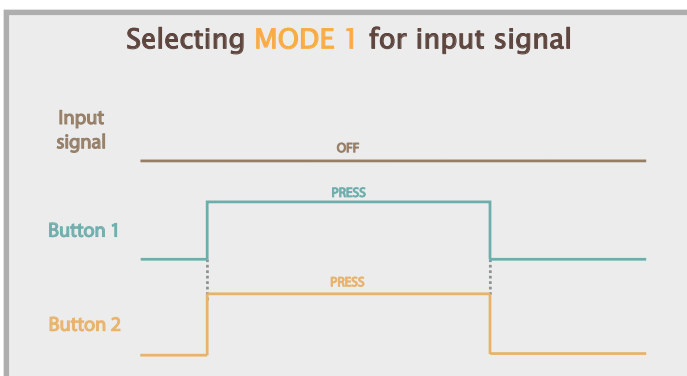 Selecting MODE 1 for input signal
Input
signal
OFF
PRESS
Button 1
PRESS
Button 2